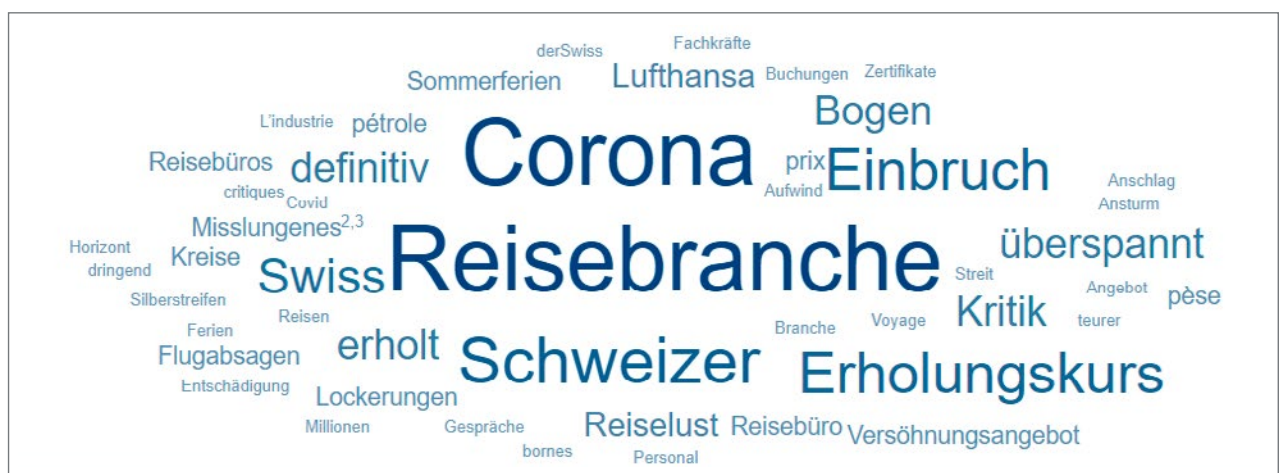 derSwiss Fachkräfte
Sommerferien Lufthansa Buchungen Zertifikate
L'industrie pétrole Corona Bogen
Reisebüros definitiv prix Einbruch Anschlag
critiques Covid Aufwind Ansturm
Misslungenes2,3 Reisebranche überspannt
Horizont Kreise
dringend Swiss Streit Angebot pèse
Silberstreifen Reisen Kritik teurer
Ferien erholt Branche Voyage
Flugabsagen Schweizer Erholungskurs
Entschädigung Lockerungen
Millionen Gespräche Reiselust Reisebüro Versöhnungsangebot
bornes Personal